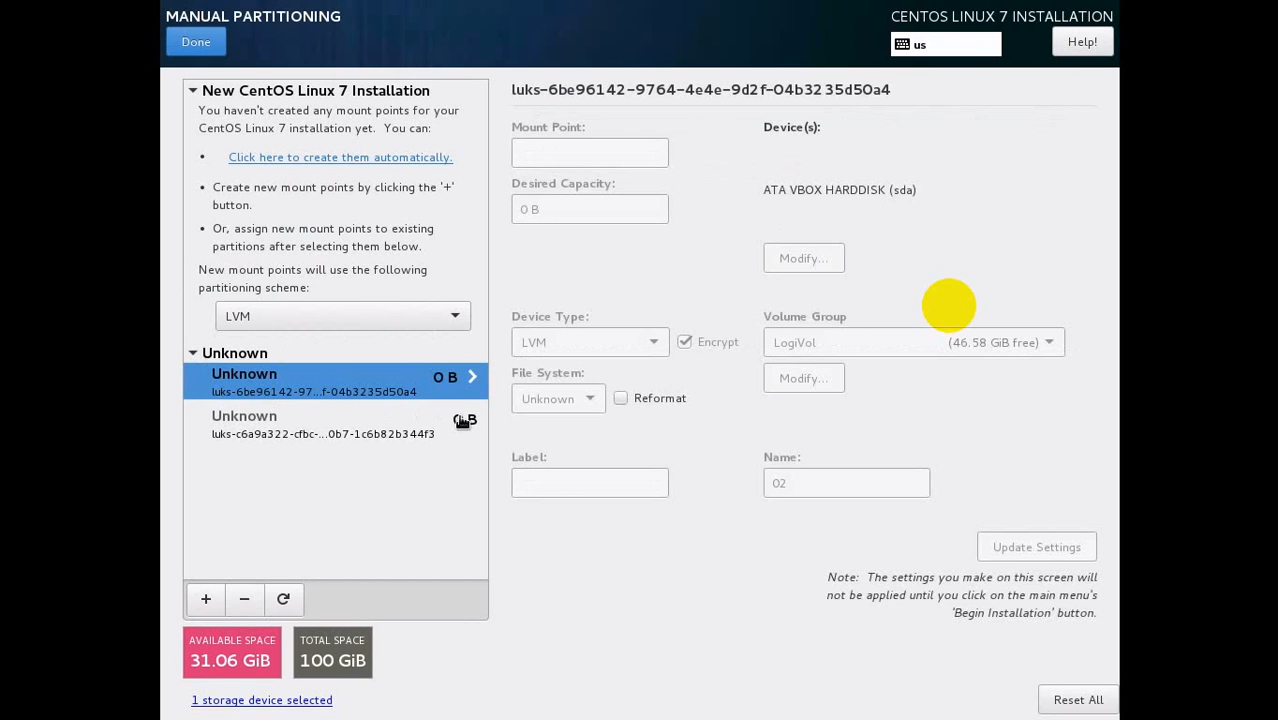 MANUAL PARTITIONING
CENTOS LINUX 7 INSTALLATION
Done
us
Help!
New CentOS Linux 7 Installation
You haven't created any mount points for your
CentOS Linux 7 installation yet. You can:
• Click here to create them automatically.
• Create new mount points by clicking the '+'
button.
• Or, assign new mount points to existing
partitions after selecting them below.
New mount points will use the following
partitioning scheme:
LVM
Unknown
Unknown 0 B
luks-6be96142-97...f-04b3235d50a4
Unknown
luks-c6a9a322-cfbc-...0b7-1c6b82b344f3
+ −
AVAILABLE SPACE
31.06 GiB
TOTAL SPACE
100 GiB
1 storage device selected
luks-6be96142-9764-4e4e-9d2f-04b3235d50a4
Mount Point:
Device(s):
Desired Capacity:
0 B
ATA VBOX HARDDISK (sda)
Modify...
Device Type:
Volume Group
LVM
Encrypt
LogiVol (46.58 GiB free)
File System:
Modify...
Unknown
Reformat
Label:
Name:
02
Update Settings
Note: The settings you make on this screen will
not be applied until you click on the main menu's
'Begin Installation' button.
Reset All